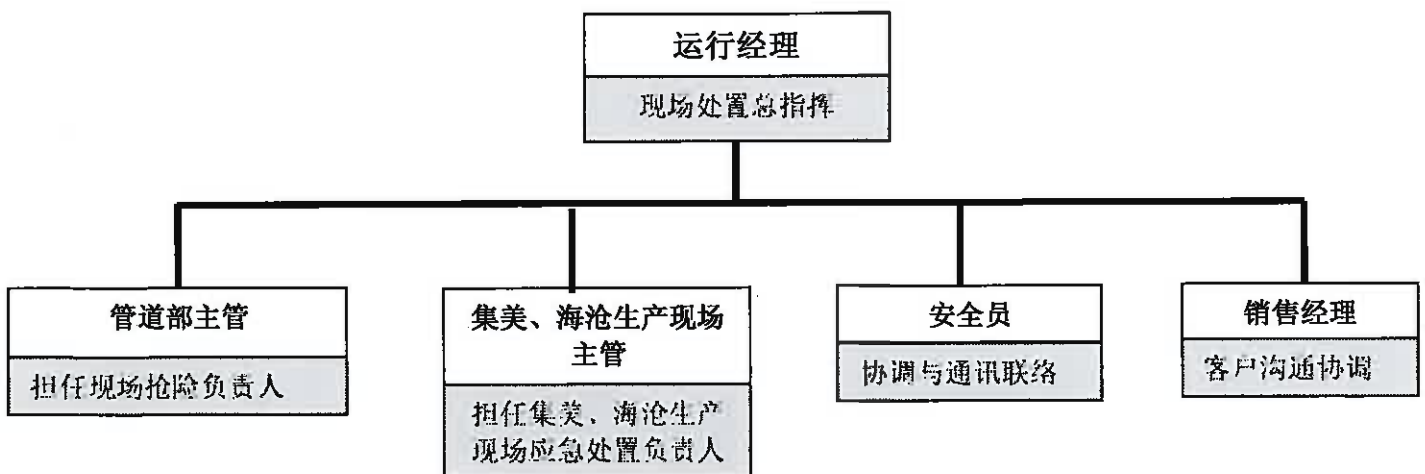 运行经理
现场处置总指挥
管道部主管
担任现场抢险负责人
集美、海沧生产现场
主管
担任集美、海沧生产
现场应急处置负责人
安全员
协调与通讯联络
销售经理
客户沟通协调